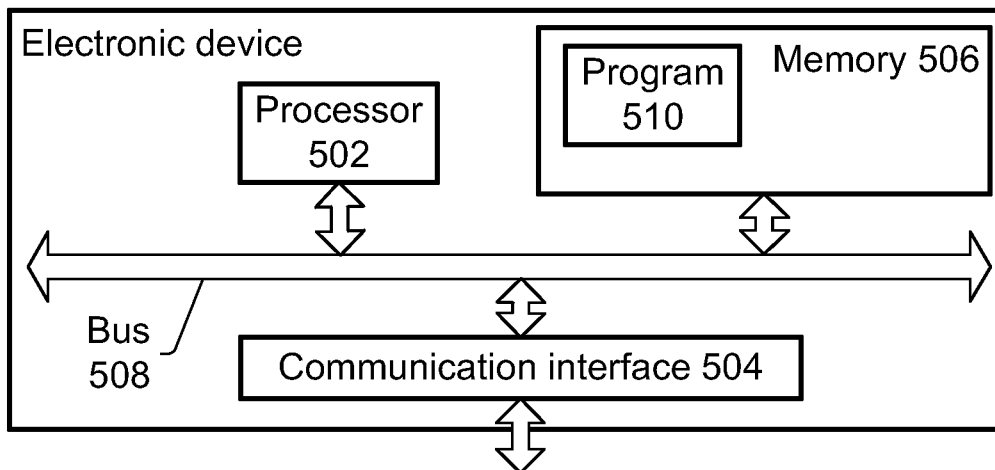 Electronic device
Processor
502
Program
510
Memory 506
Bus
508
Communication interface 504